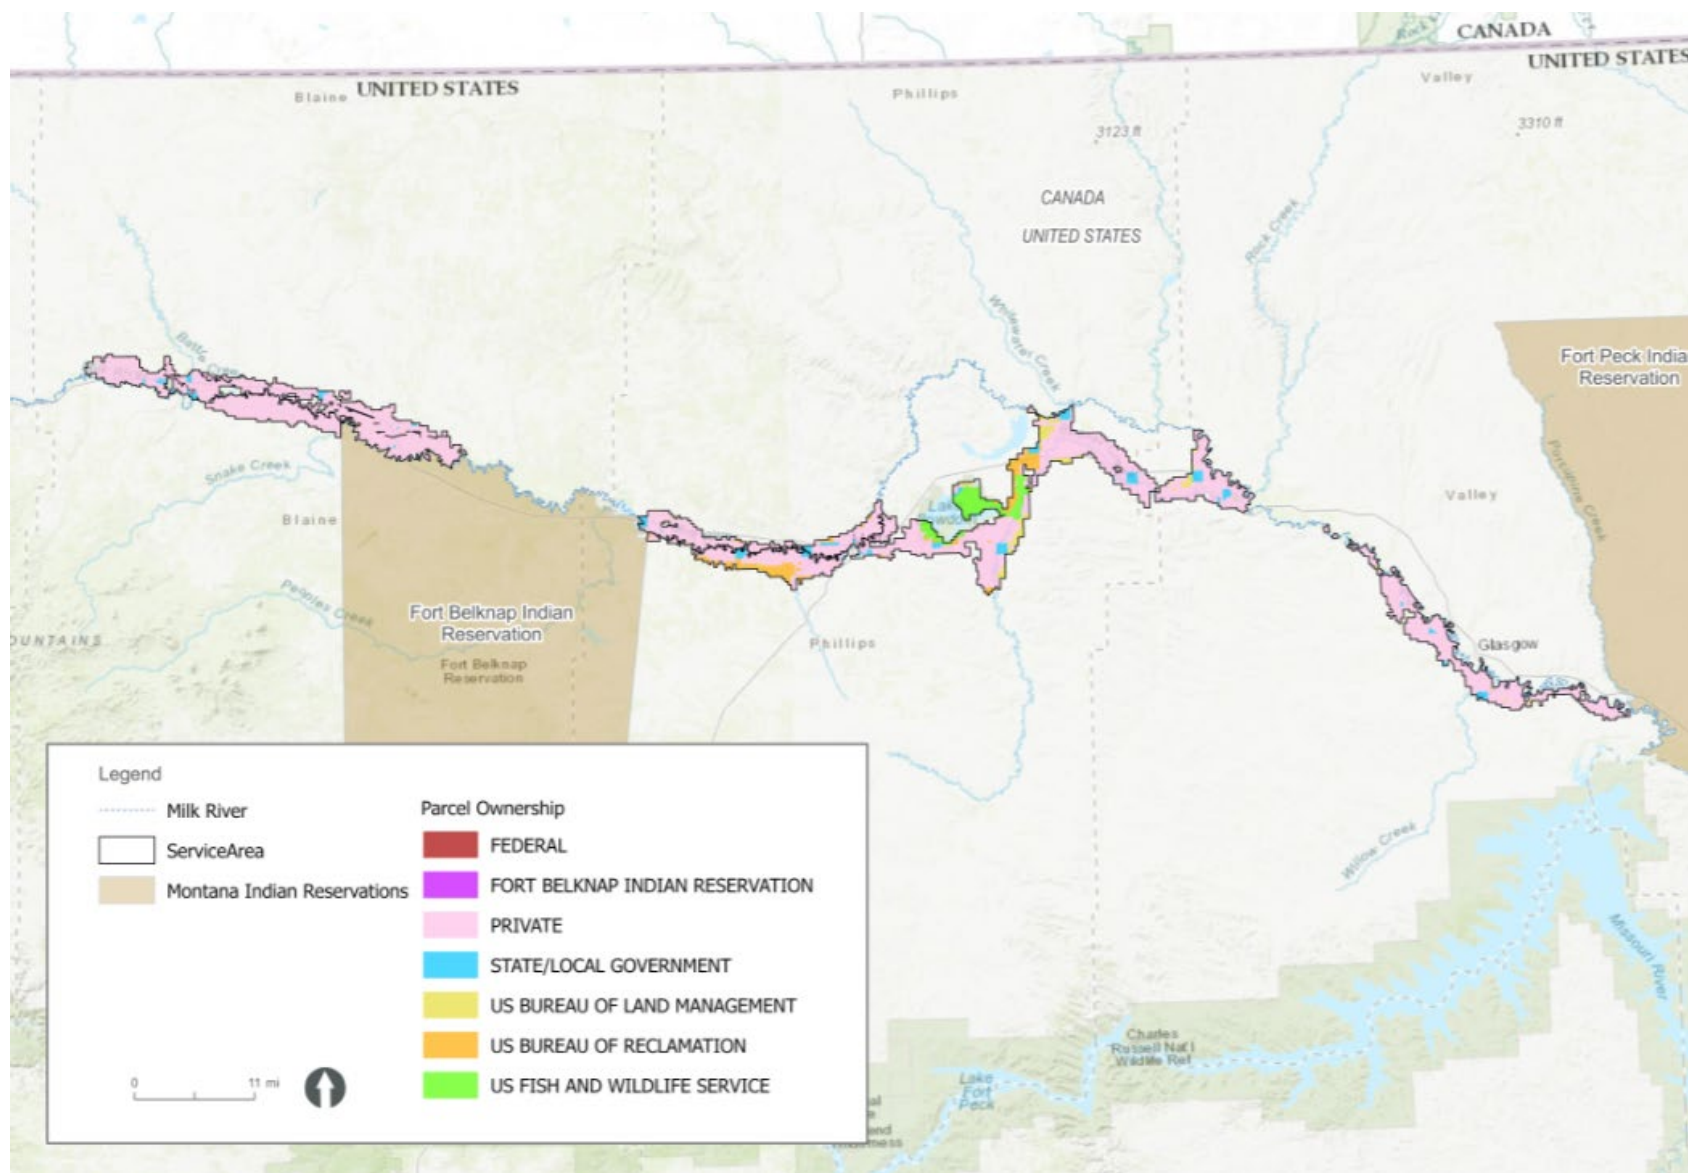 CANADA
UNITED STATES
Blaine
UNITED STATES
Phillips
Valley
3123 ft
3310 ft
CANADA
UNITED STATES
Rock Creek
Whitewater Creek
Fort Peck India
Reservation
Porcupine Creek
Battle Creek
Snake Creek
Lake
Bowdoin
Valley
Blaine
Peoples Creek
Fort Belknap Indian
Reservation
Fort Belknap
Reservation
OUNTAINS
Phillips
Glasgow
Willow Creek
Missouri River
Charles
Russell Nat'l
Wildlife Ref
Lake
Fort
Peck
Legend
Milk River
ServiceArea
Montana Indian Reservations
Parcel Ownership
FEDERAL
FORT BELKNAP INDIAN RESERVATION
PRIVATE
STATE/LOCAL GOVERNMENT
US BUREAU OF LAND MANAGEMENT
US BUREAU OF RECLAMATION
US FISH AND WILDLIFE SERVICE
0 11 mi